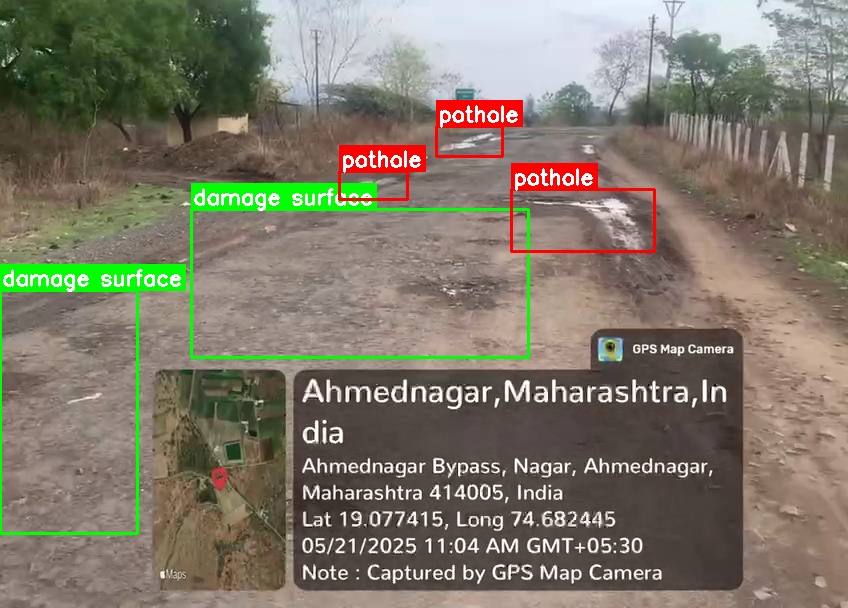 pothole
pothole
pothole
damage surface
damage surface
GPS Map Camera
Ahmednagar,Maharashtra,In
dia
Ahmednagar Bypass, Nagar, Ahmednagar,
Maharashtra 414005, India
Lat 19.077415, Long 74.682445
05/21/2025 11:04 AM GMT+05:30
Note : Captured by GPS Map Camera
Maps